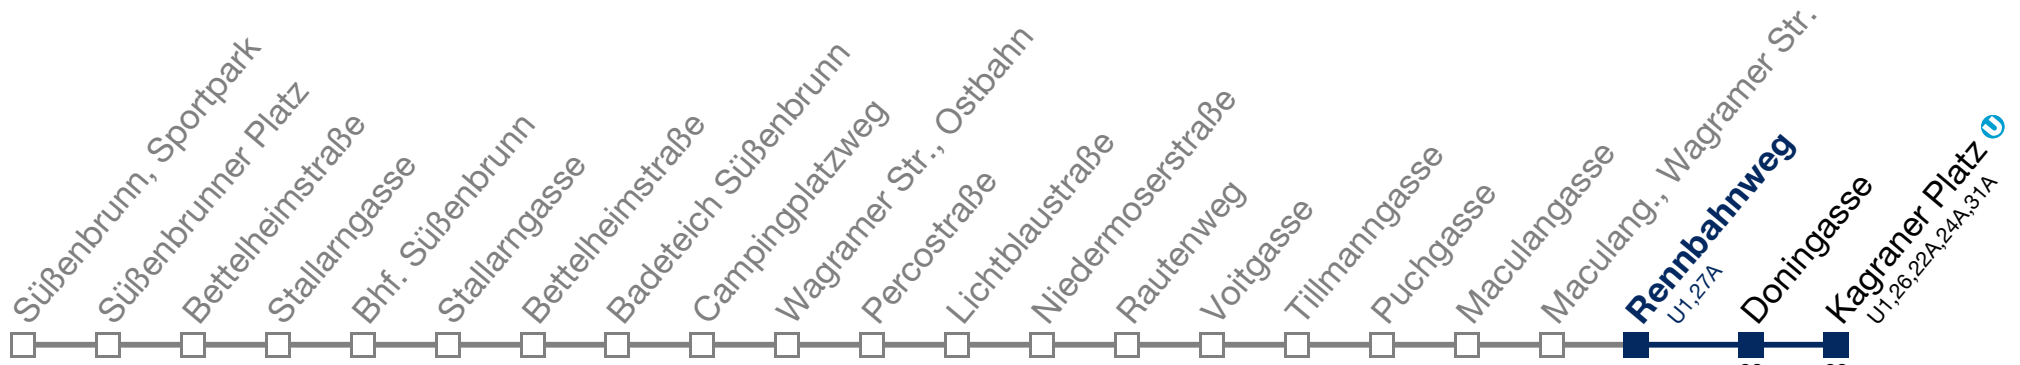 Süßenbrunn, Sportpark
Süßenbrunner Platz
Bettelheimstraße
Stallarngasse
Bhf. Süßenbrunn
Stallarngasse
Bettelheimstraße
Badeteich Süßenbrunn
Campingplatzweg
Wagramer Str., Ostbahn
Percostraße
Lichtblaustraße
Niedermoserstraße
Rautenweg
Voitgasse
Tillmanngasse
Puchgasse
Maculangasse
Maculang., Wagramer Str.
Rennbahnweg
U1,27A
Doningasse
Kagraner Platz U
U1,26,22A,24A,31A